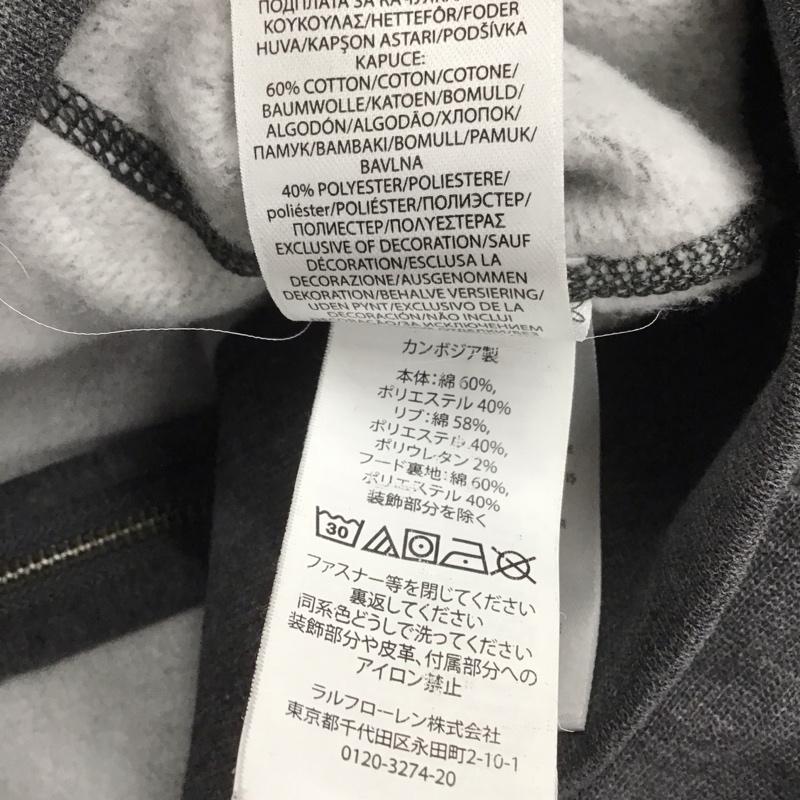 ПОДПЛАТА ЗА КАЧУЛКА/
ΚΟΥΚΟΥΛΑΣ/HETTEFÔR/FODER
HUVA/KAPŞON ASTARI/PODŠÍVKA
KAPUCE:
60% COTTON/COTON/COTONE/
BAUMWOLLE/KATOEN/BOMULD/
ALGODÓN/ALGODÃO/ХЛОПОК/
ПАМУК/ΒΑΜΒΑΚΙ/BOMULL/PAMUK/
BAVLNA
40% POLYESTER/POLIESTERE/
poliéster/POLIÉSTER/ПОЛИЭСТЕР/
ПОЛИЕСТЕР/ΠΟΛΥΕΣΤΕΡΑΣ
EXCLUSIVE OF DECORATION/SAUF
DÉCORATION/ESCLUSA LA
DECORAZIONE/AUSGENOMMEN
DEKORATION/BEHALVE VERSIERING/
UDEN PYNT/EXCLUSIVO DE LA
DECORACIÓN/NÃO INCLUI
DECORAÇÃO/ЗА ИСКЛЮЧЕНИЕМ
カンボジア製
本体:綿 60%,
ポリエステル 40%
リブ:綿 58%,
ポリエステル 40%,
ポリウレタン 2%
フード裏地:綿 60%,
ポリエステル 40%
装飾部分を除く
30
ファスナー等を閉じてください
裏返してください
同系色どうしで洗ってください
装飾部分や皮革、付属部分への
アイロン禁止
ラルフローレン株式会社
東京都千代田区永田町2-10-1
0120-3274-20